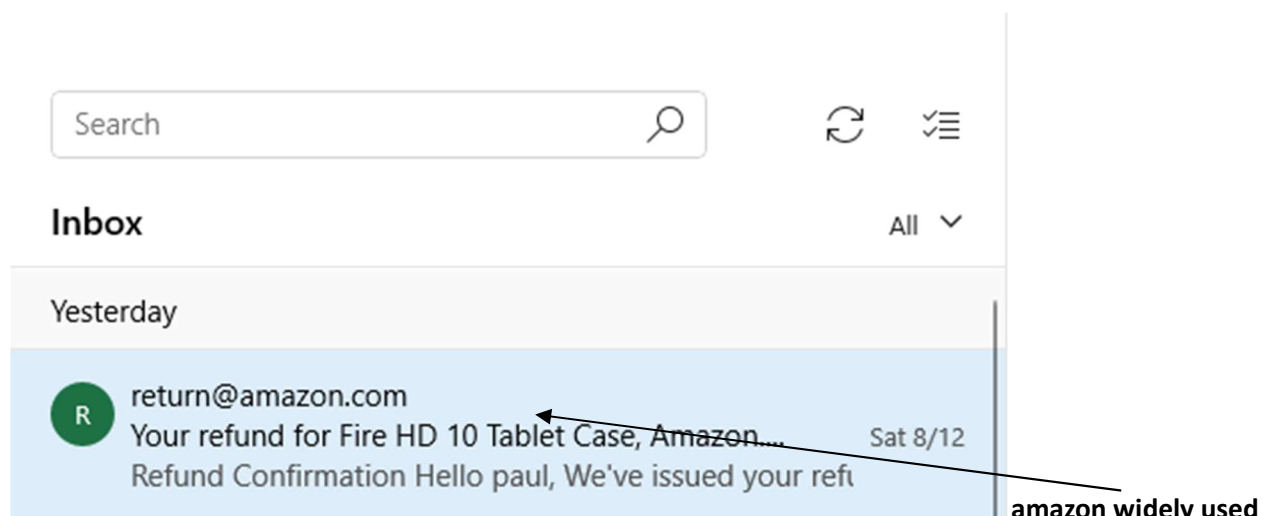 Search
Inbox
All
Yesterday
R
return@amazon.com
Your refund for Fire HD 10 Tablet Case, Amazon....
Sat 8/12
Refund Confirmation Hello paul, We've issued your refu
amazon widely used